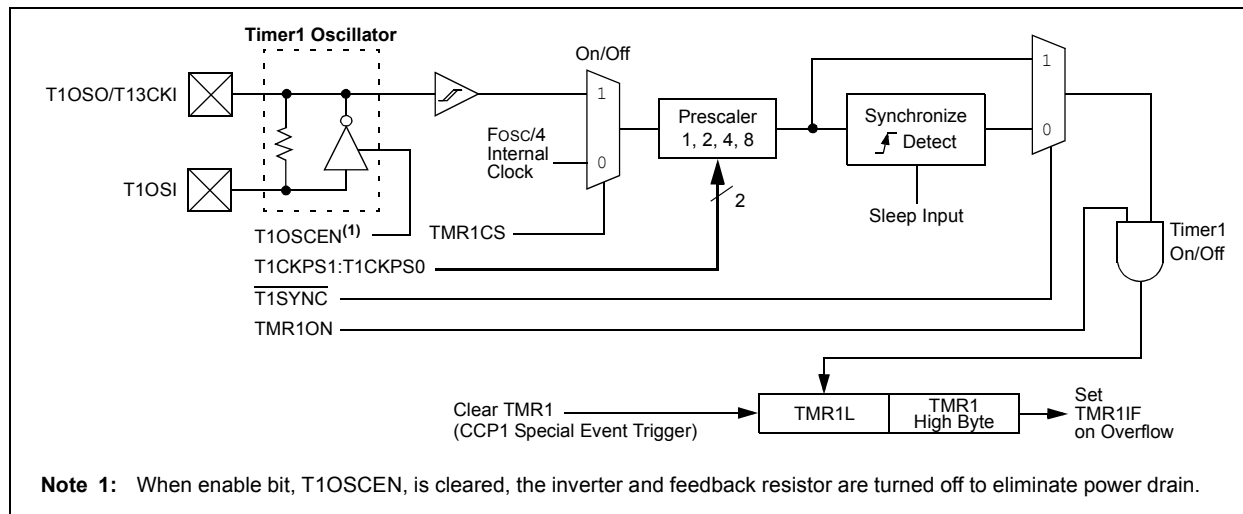 Timer1 Oscillator
On/Off
T1OSO/T13CKI
1
1
Prescaler
1, 2, 4, 8
Synchronize
Detect
FOSC/4
Internal
Clock
0
0
T1OSI
2
Sleep Input
T1OSCEN(1)
TMR1CS
Timer1
On/Off
T1CKPS1:T1CKPS0
T1SYNC
TMR1ON
Clear TMR1
(CCP1 Special Event Trigger)
TMR1L
TMR1
High Byte
Set
TMR1IF
on Overflow
Note 1: When enable bit, T1OSCEN, is cleared, the inverter and feedback resistor are turned off to eliminate power drain.